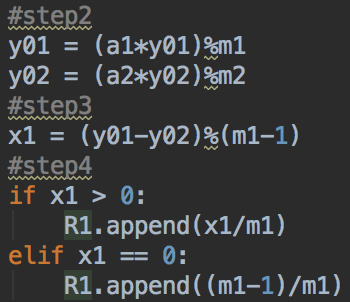 #step2
y01 = (a1*y01)%m1
y02 = (a2*y02)%m2
#step3
x1 = (y01-y02)%(m1-1)
#step4
if x1 > 0:
    R1.append(x1/m1)
elif x1 == 0:
    R1.append((m1-1)/m1)